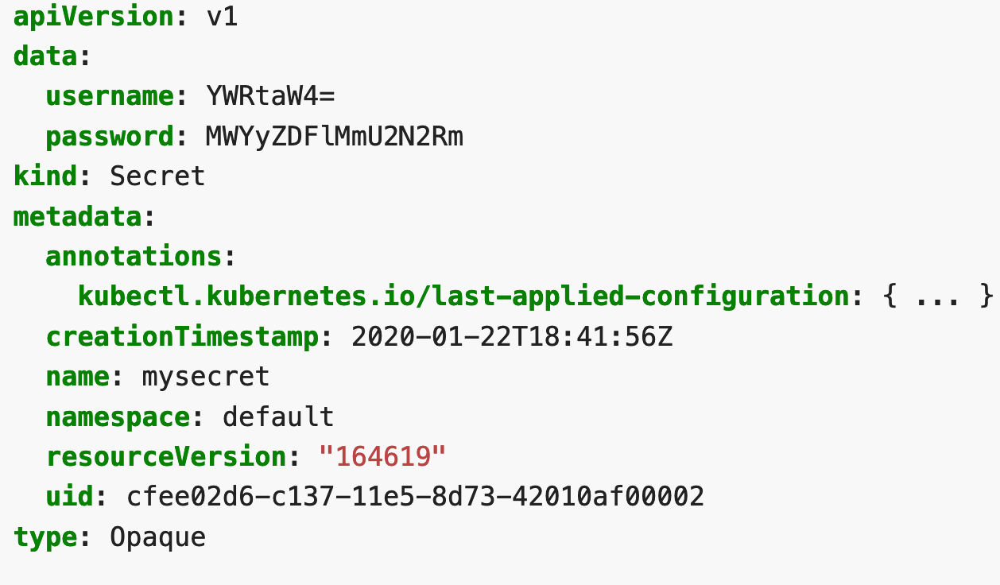 apiVersion: v1
data:
  username: YWRtaW4=
  password: MWYyZDFlMmU2N2Rm
kind: Secret
metadata:
  annotations:
    kubectl.kubernetes.io/last-applied-configuration: { ... }
  creationTimestamp: 2020-01-22T18:41:56Z
  name: mysecret
  namespace: default
  resourceVersion: "164619"
  uid: cfee02d6-c137-11e5-8d73-42010af00002
type: Opaque